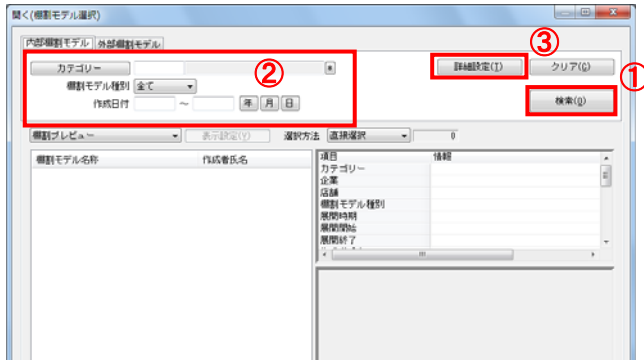 開く(棚割モデル選択)
内部棚割モデル 外部棚割モデル
③
カテゴリー ② * 詳細設定(T) クリア(C) ①
棚割モデル種別 全て
作成日付 ～ 年 月 日 検索(Q)
棚割プレビュー 表示設定(V) 選択方法 直接選択 0
棚割モデル名称 作成者氏名
項目 情報
カテゴリー
企業
店舗
棚割モデル種別
展開時期
展開開始
展開終了